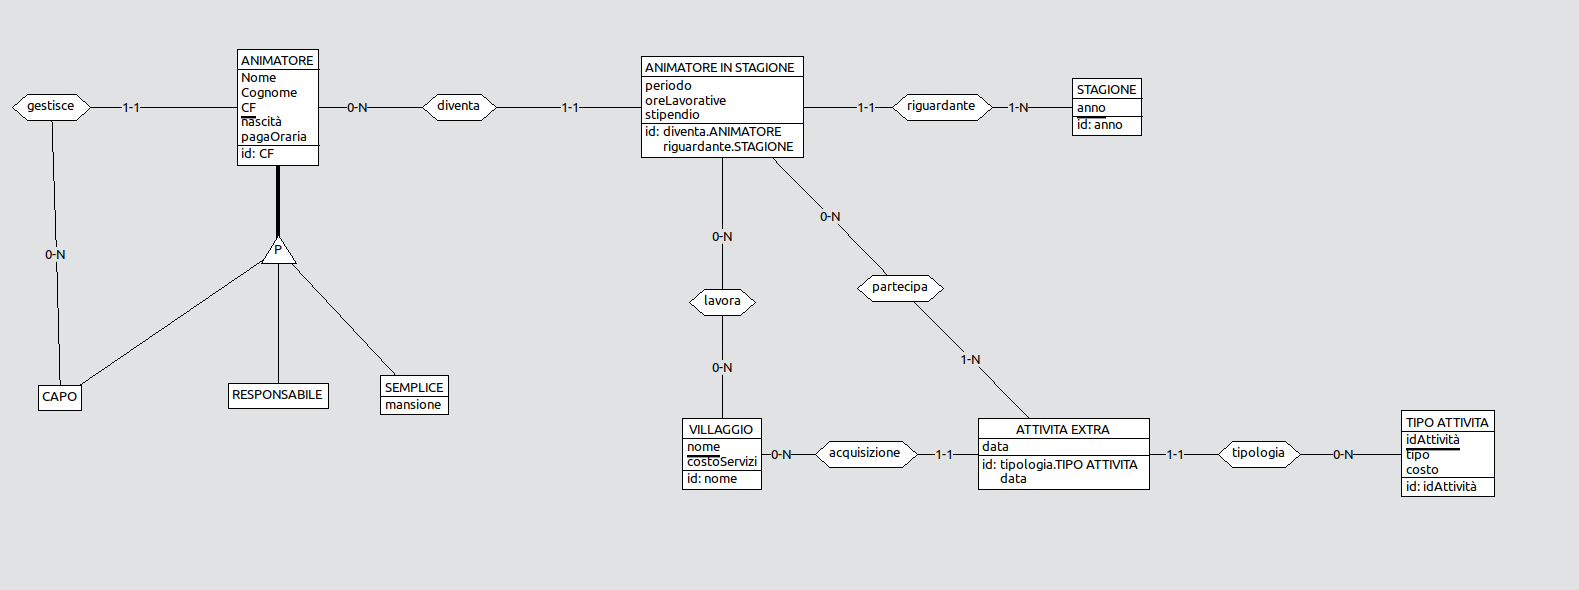 ANIMATORE
Nome
Cognome
CF
nascità
pagaOraria
id: CF
gestisce
1-1
0-N
diventa
1-1
ANIMATORE IN STAGIONE
periodo
oreLavorative
stipendio
id: diventa.ANIMATORE
riguardante.STAGIONE
1-1
riguardante
1-N
STAGIONE
anno
id: anno
0-N
P
CAPO
RESPONSABILE
SEMPLICE
mansione
0-N
lavora
0-N
0-N
partecipa
1-N
VILLAGGIO
nome
costoServizi
id: nome
0-N
acquisizione
1-1
ATTIVITA EXTRA
data
id: tipologia.TIPO ATTIVITA
data
1-1
tipologia
0-N
TIPO ATTIVITA
idAttività
tipo
costo
id: idAttività